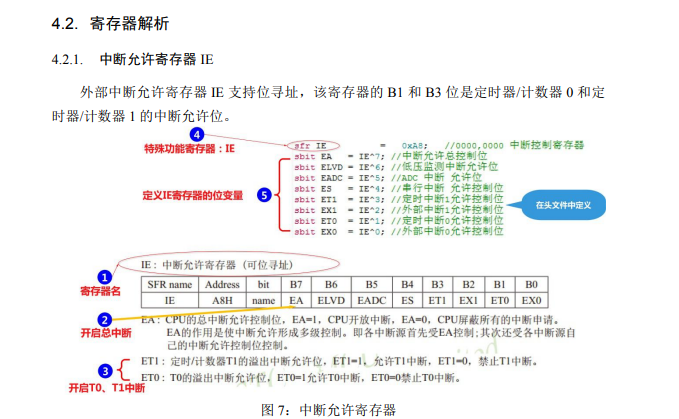 4.2. 寄存器解析
4.2.1. 中断允许寄存器 IE
外部中断允许寄存器 IE 支持位寻址，该寄存器的 B1 和 B3 位是定时器/计数器 0 和定
时器/计数器 1 的中断允许位。
4
特殊功能寄存器：IE
sfr IE = 0xA8; //0000,0000 中断控制寄存器
sbit EA = IE^7; //中断允许总控制位
sbit ELVD = IE^6; //低压监测中断允许位
sbit EADC = IE^5; //ADC 中断 允许位
定义IE寄存器的位变量 5
sbit ES = IE^4; //串行中断 允许控制位
sbit ET1 = IE^3; //定时中断1允许控制位
sbit EX1 = IE^2; //外部中断1允许控制位
sbit ET0 = IE^1; //定时中断0允许控制位
sbit EX0 = IE^0; //外部中断0允许控制位
在头文件中定义
IE：中断允许寄存器（可位寻址）
1
寄存器名
SFR name Address bit B7 B6 B5 B4 B3 B2 B1 B0
IE A8H name EA ELVD EADC ES ET1 EX1 ET0 EX0
2
开启总中断
EA：CPU的总中断允许控制位，EA=1，CPU开放中断，EA=0，CPU屏蔽所有的中断申请。
EA的作用是使中断允许形成多级控制。即各中断源首先受EA控制;其次还受各中断源自
己的中断允许控制位控制。
3
开启T0、T1中断
ET1：定时/计数器T1的溢出中断允许位，ET1=1，允许T1中断，ET1=0，禁止T1中断。
ET0：T0的溢出中断允许位，ET0=1允许T0中断，ET0=0禁止T0中断。
图 7：中断允许寄存器